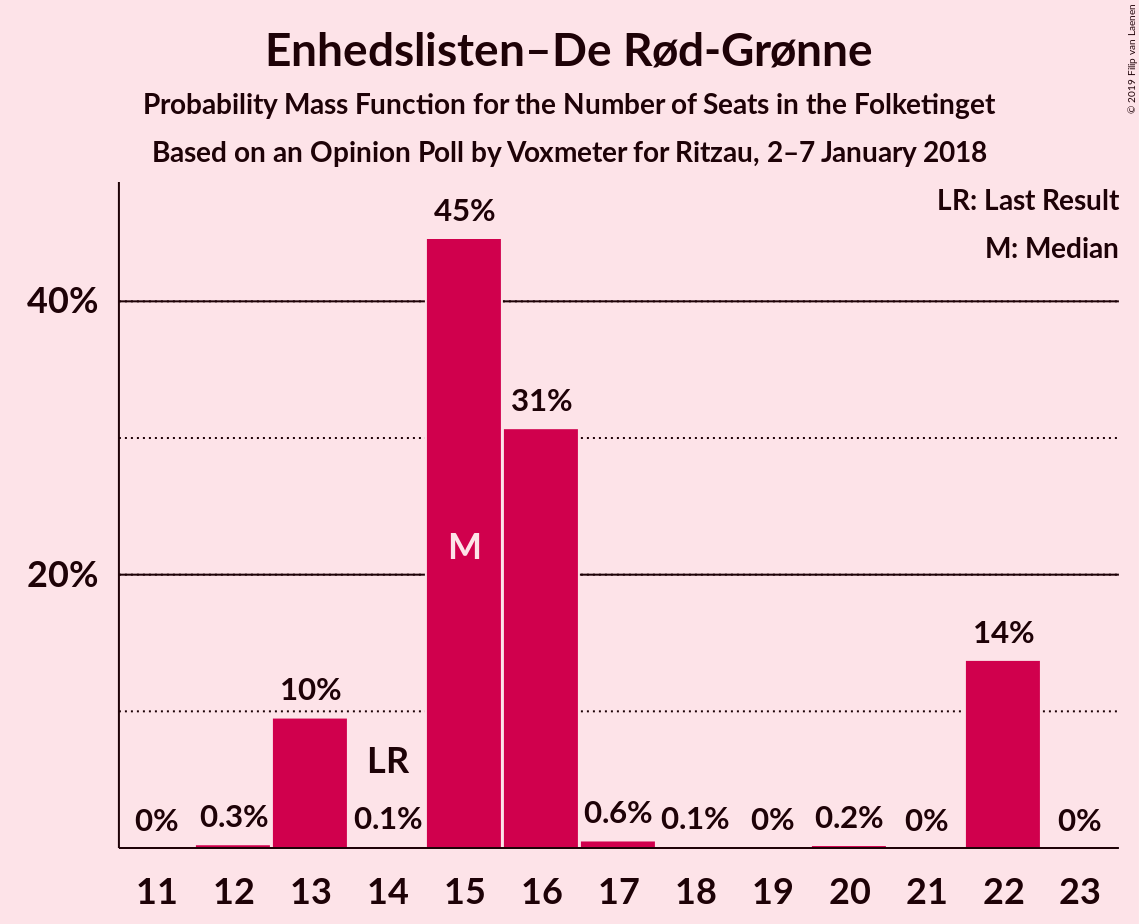 Enhedslisten–De Rød-Grønne
Probability Mass Function for the Number of Seats in the Folketinget
Based on an Opinion Poll by Voxmeter for Ritzau, 2–7 January 2018
© 2019 Filip van Laenen
LR: Last Result
M: Median
40%
20%
0%
0.3%
10%
LR
0.1%
45%
M
31%
0.6%
0.1%
0%
0.2%
0%
14%
0%
11 12 13 14 15 16 17 18 19 20 21 22 23